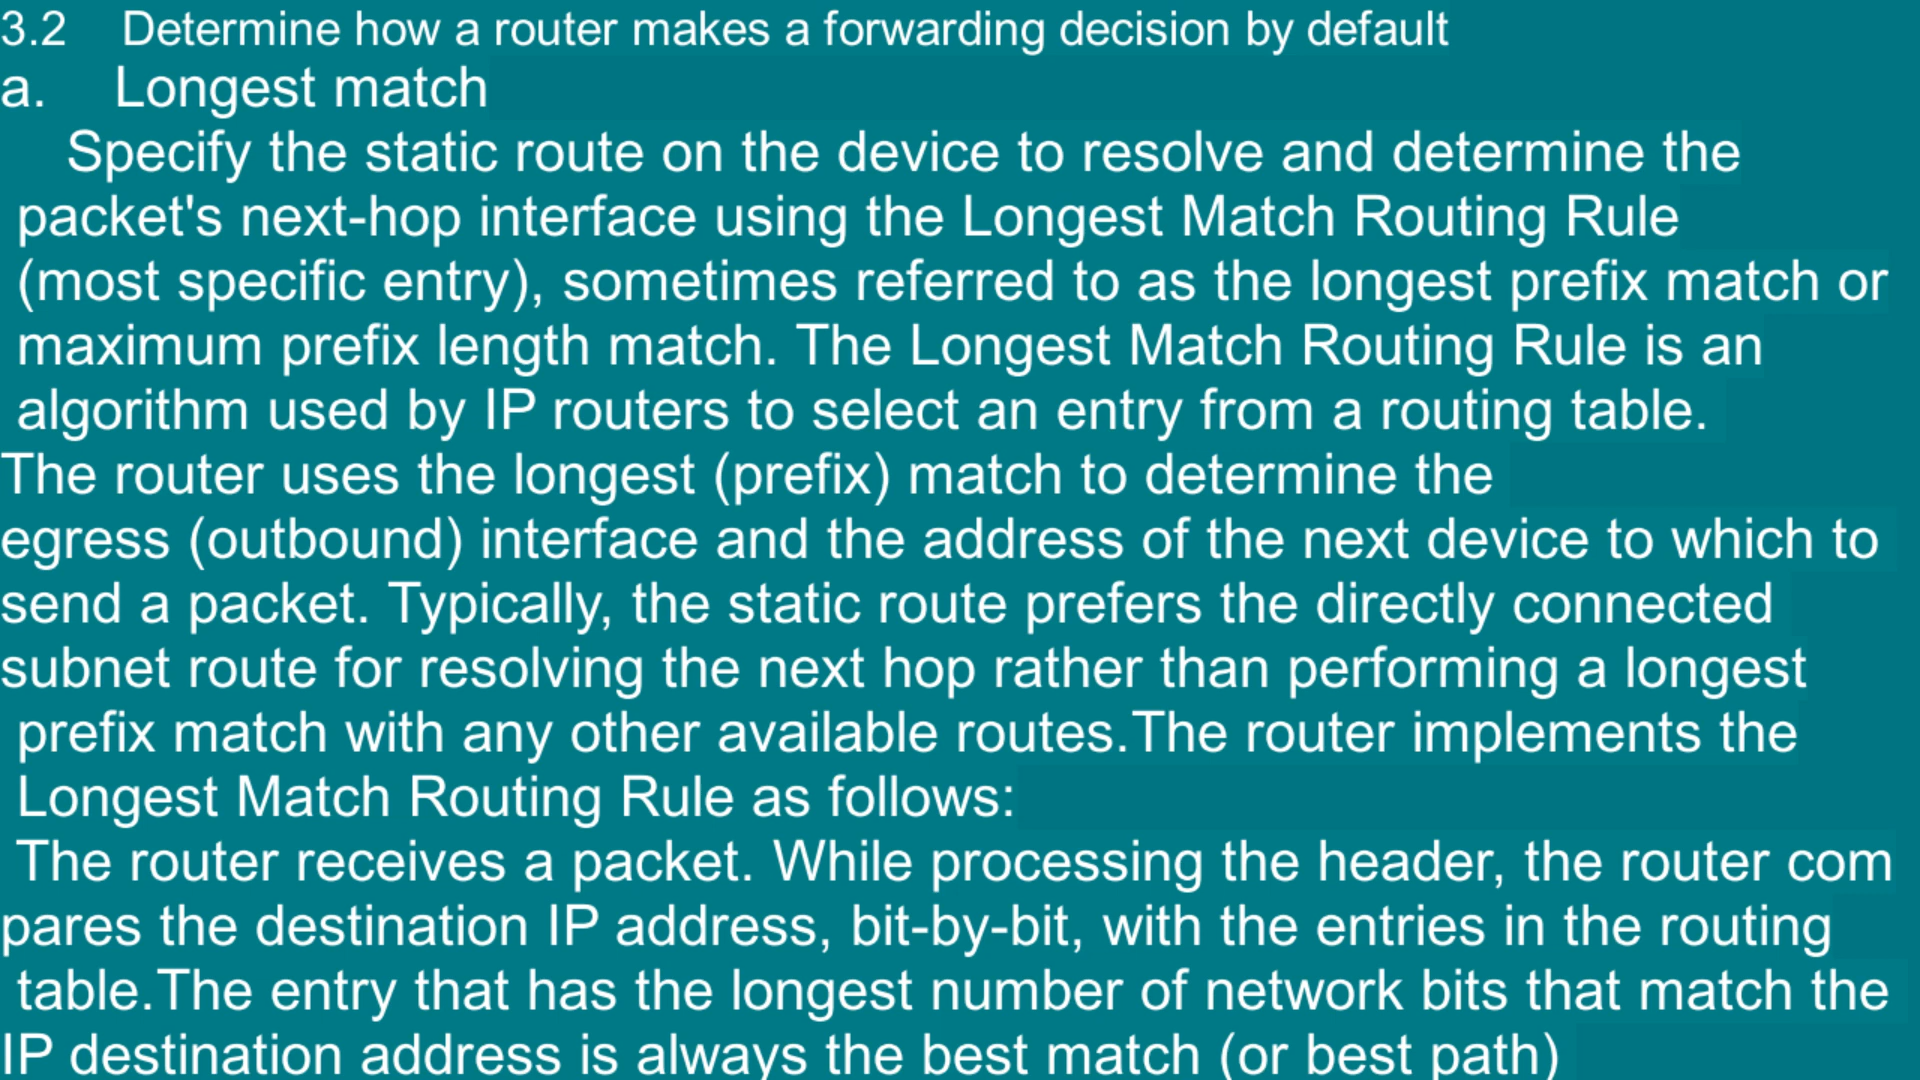 3.2 Determine how a router makes a forwarding decision by default
a. Longest match
Specify the static route on the device to resolve and determine the
packet's next-hop interface using the Longest Match Routing Rule
(most specific entry), sometimes referred to as the longest prefix match or
maximum prefix length match. The Longest Match Routing Rule is an
algorithm used by IP routers to select an entry from a routing table.
The router uses the longest (prefix) match to determine the
egress (outbound) interface and the address of the next device to which to
send a packet. Typically, the static route prefers the directly connected
subnet route for resolving the next hop rather than performing a longest
prefix match with any other available routes.The router implements the
Longest Match Routing Rule as follows:
The router receives a packet. While processing the header, the router com
pares the destination IP address, bit-by-bit, with the entries in the routing
table.The entry that has the longest number of network bits that match the
IP destination address is always the best match (or best path)